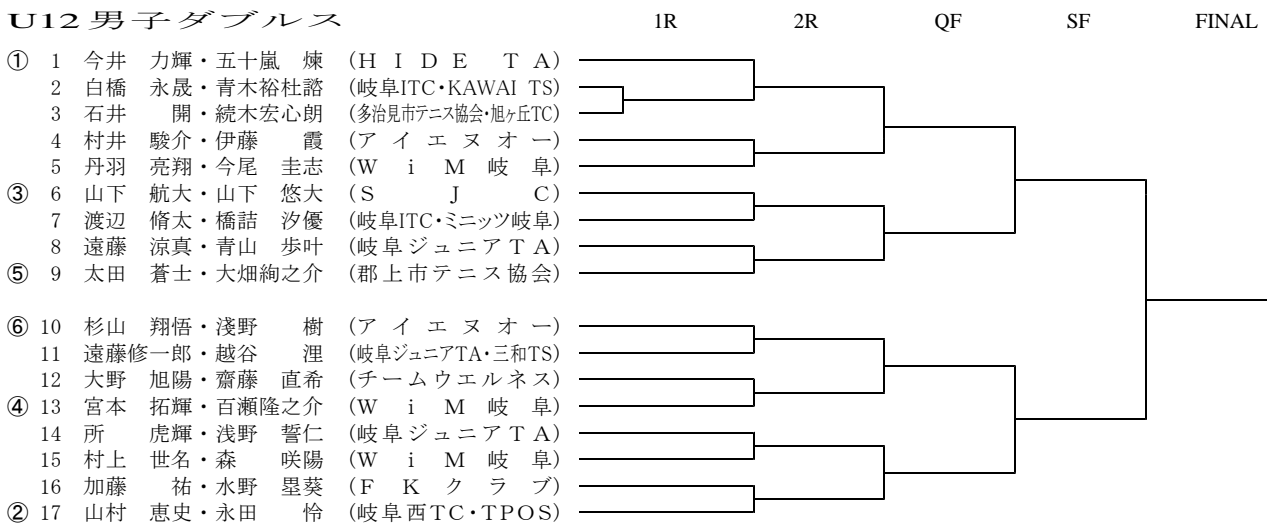 U12男子ダブルス 1R 2R QF SF FINAL
① 1 今井 力輝・五十嵐 煉 (HIDE TA)
2 白橋 永晟・青木裕杜諮 (岐阜ITC・KAWAI TS)
3 石井 開・続木宏心朗 (多治見市テニス協会・旭ヶ丘TC)
4 村井 駿介・伊藤 霞 (アイエヌオー)
5 丹羽 亮翔・今尾 圭志 (WiM岐阜)
③ 6 山下 航大・山下 悠大 (SJC)
7 渡辺 脩太・橋詰 汐優 (岐阜ITC・ミニッツ岐阜)
8 遠藤 涼真・青山 歩叶 (岐阜ジュニアTA)
⑤ 9 太田 蒼士・大畑絢之介 (郡上市テニス協会)
⑥ 10 杉山 翔悟・淺野 樹 (アイエヌオー)
11 遠藤修一郎・越谷 浬 (岐阜ジュニアTA・三和TS)
12 大野 旭陽・齋藤 直希 (チームウエルネス)
④ 13 宮本 拓輝・百瀬隆之介 (WiM岐阜)
14 所 虎輝・浅野 誓仁 (岐阜ジュニアTA)
15 村上 世名・森 咲陽 (WiM岐阜)
16 加藤 祐・水野 塁葵 (FKクラブ)
② 17 山村 恵史・永田 怜 (岐阜西TC・TPOS)